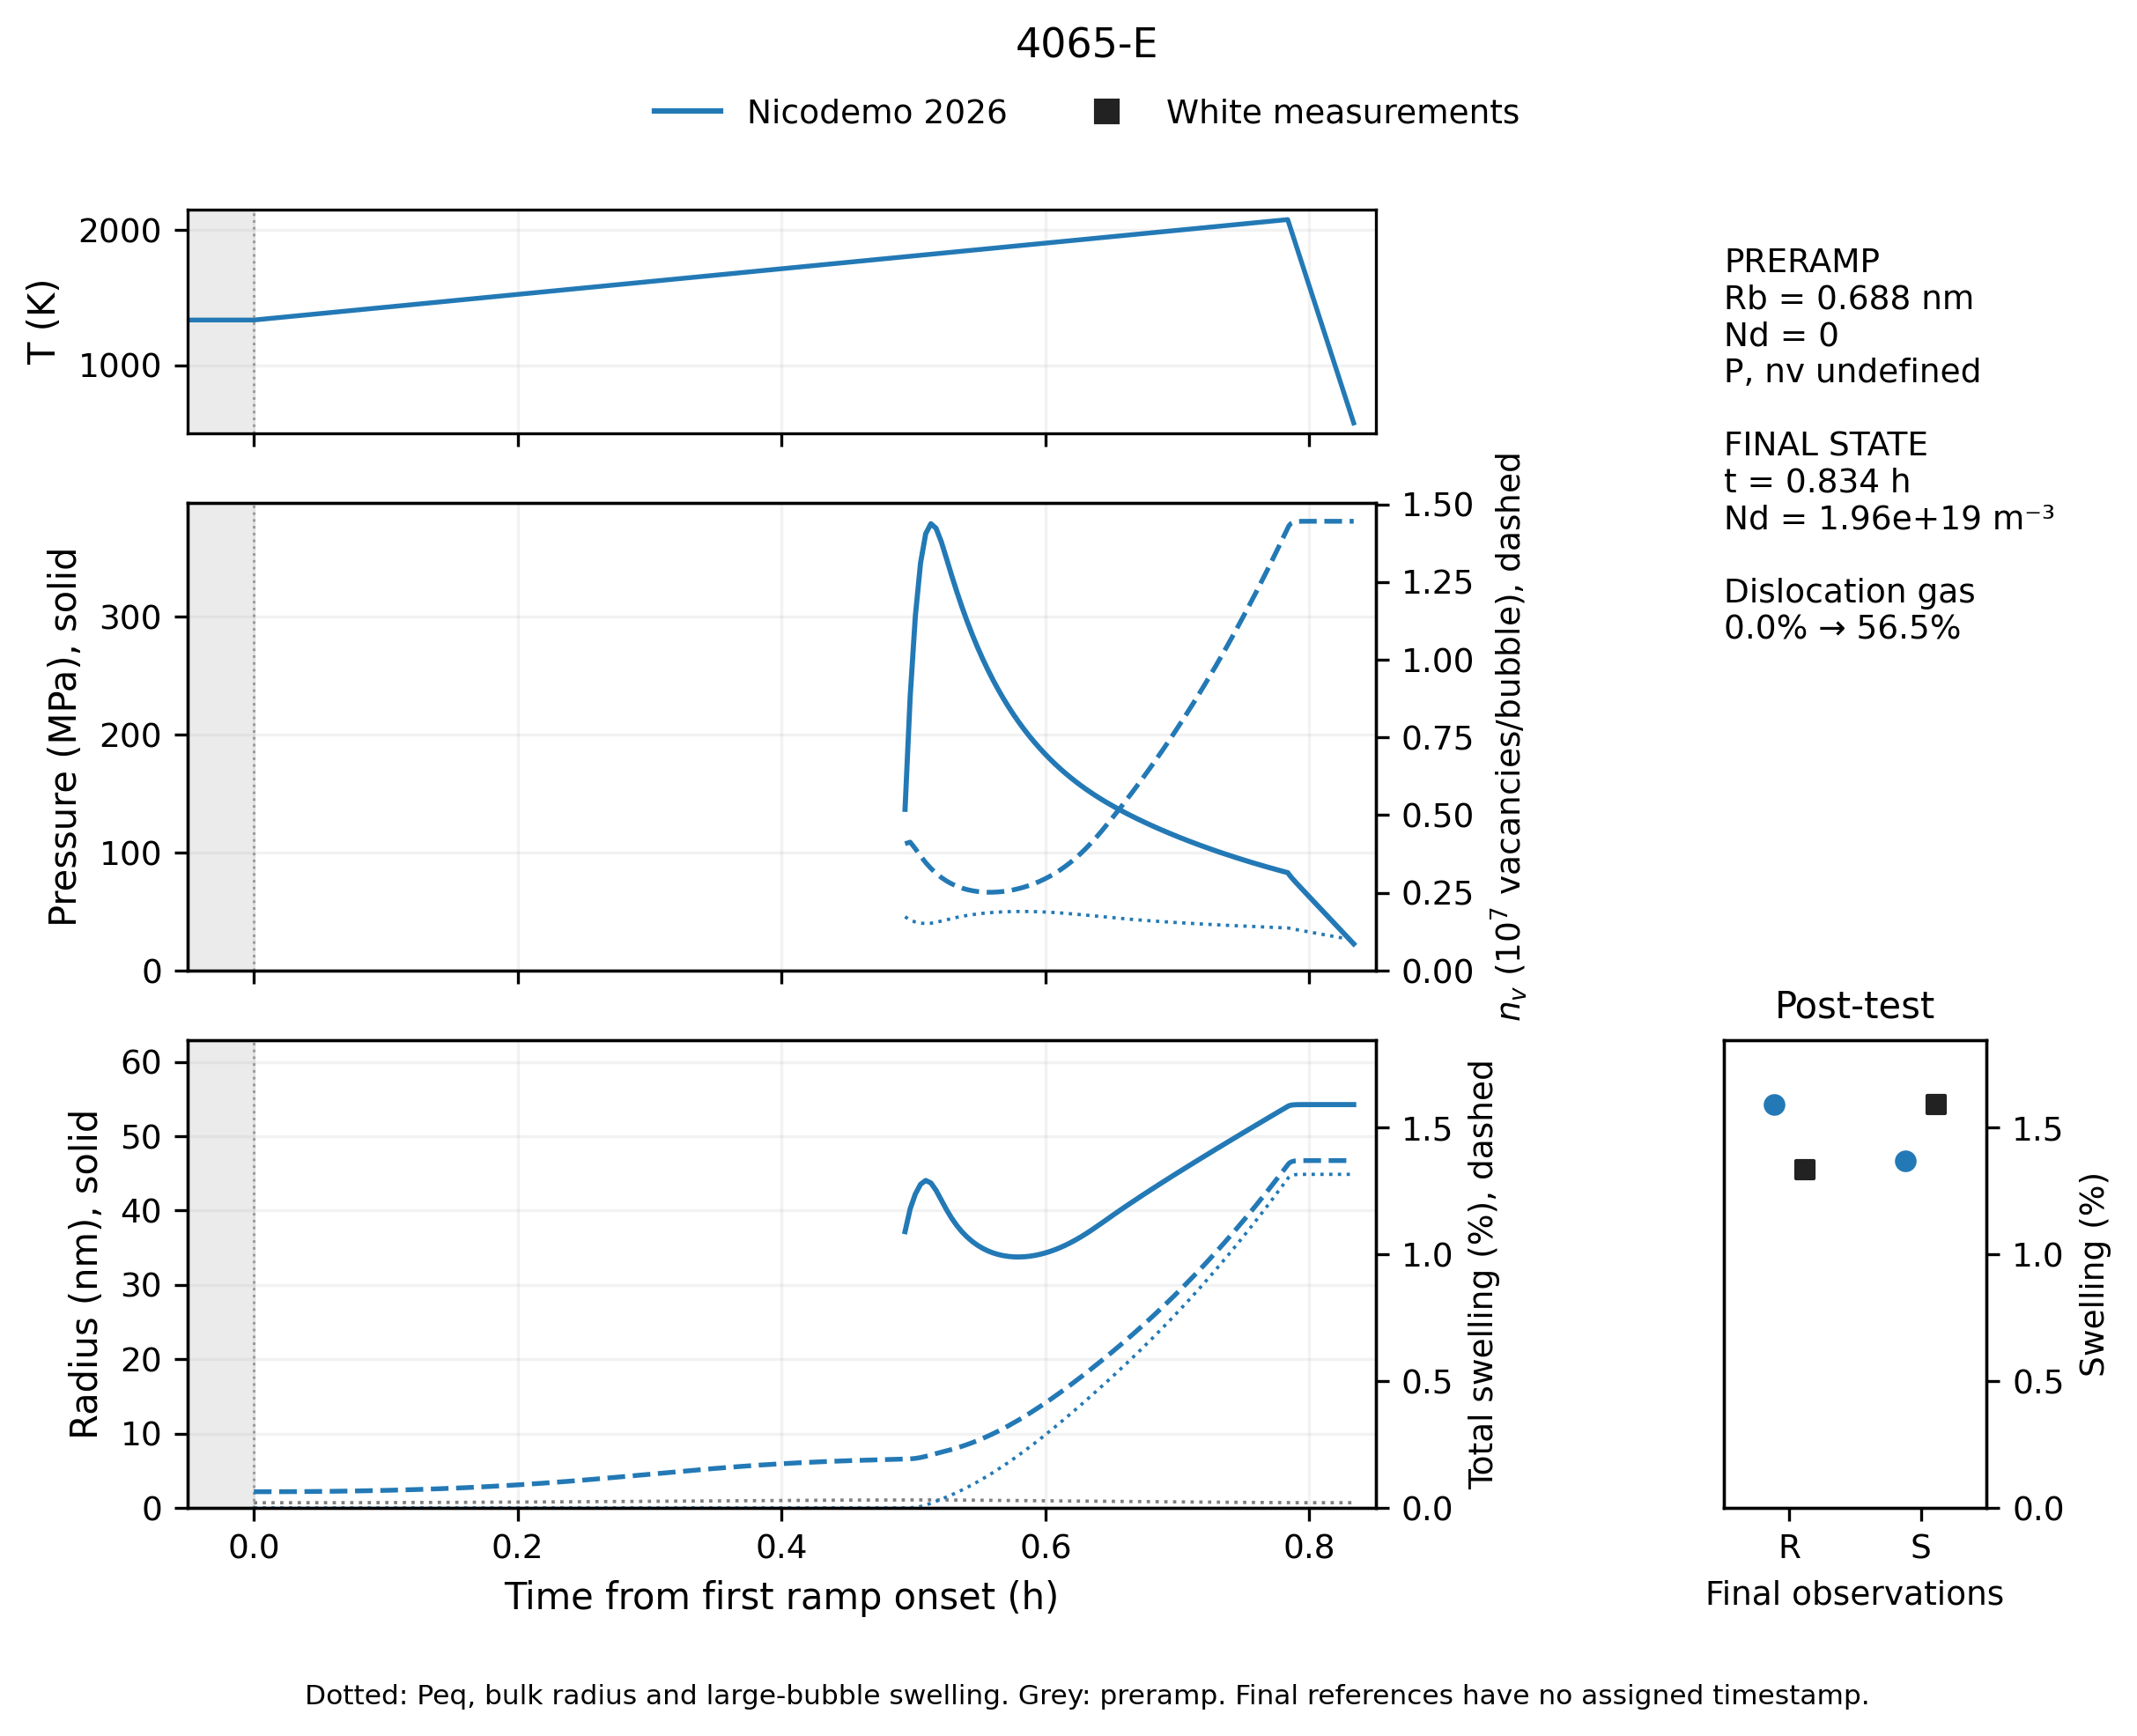 4065-E
Nicodemo 2026
White measurements
T (K)
2000
1000
PRERAMP
Rb = 0.688 nm
Nd = 0
P, nv undefined
FINAL STATE
t = 0.834 h
Nd = 1.96e+19 m⁻³
Dislocation gas
0.0% → 56.5%
Pressure (MPa), solid
300
200
100
0
1.50
1.25
1.00
0.75
0.50
0.25
0.00
n_v (10⁷ vacancies/bubble), dashed
Radius (nm), solid
60
50
40
30
20
10
0
1.5
1.0
0.5
0.0
Total swelling (%), dashed
0.0
0.2
0.4
0.6
0.8
Time from first ramp onset (h)
Post-test
1.5
1.0
0.5
0.0
Swelling (%)
R
S
Final observations
Dotted: Peq, bulk radius and large-bubble swelling. Grey: preramp. Final references have no assigned timestamp.